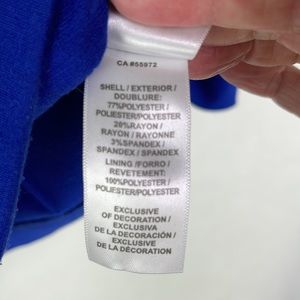 CA #55972
SHELL / EXTERIOR /
DOUBLURE:
77%POLYESTER /
POLIESTER/POLYESTER
20%RAYON /
RAYON / RAYONNE
3%SPANDEX /
SPANDEX / SPANDEX
LINING /FORRO /
REVETEMENT:
100%POLYESTER /
POLIESTER/POLYESTER
EXCLUSIVE
OF DECORATION /
EXCLUSIVA
DE LA DECORACIÓN /
EXCLUSIVE
DE LA DÉCORATION